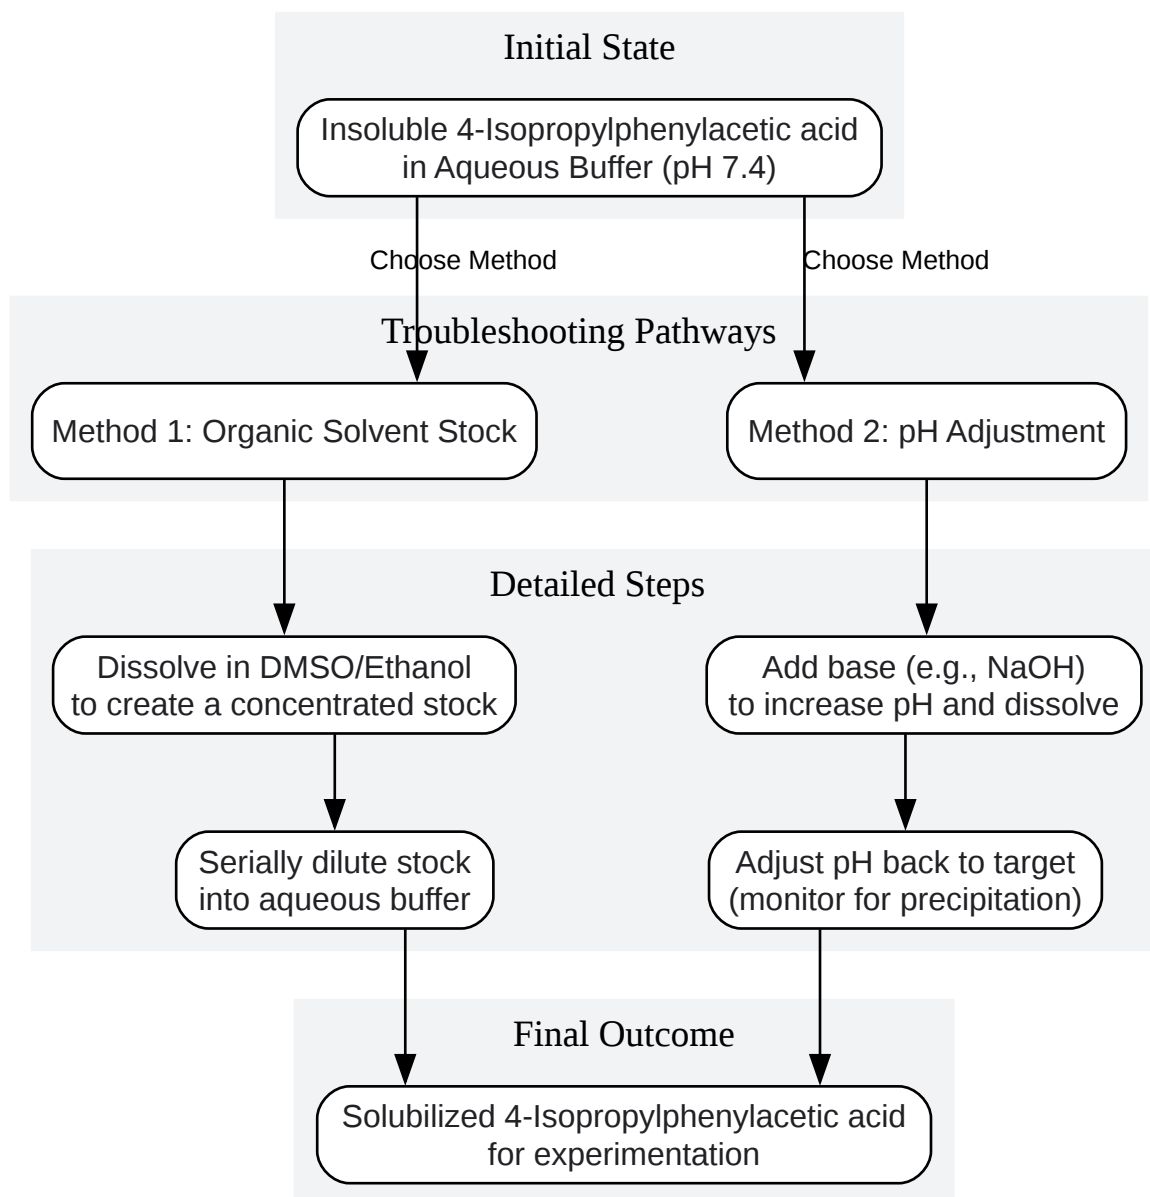 Initial State
Insoluble 4-Isopropylphenylacetic acid
in Aqueous Buffer (pH 7.4)
Choose Method
Choose Method
Troubleshooting Pathways
Method 1: Organic Solvent Stock
Method 2: pH Adjustment
Detailed Steps
Dissolve in DMSO/Ethanol
to create a concentrated stock
Add base (e.g., NaOH)
to increase pH and dissolve
Serially dilute stock
into aqueous buffer
Adjust pH back to target
(monitor for precipitation)
Final Outcome
Solubilized 4-Isopropylphenylacetic acid
for experimentation